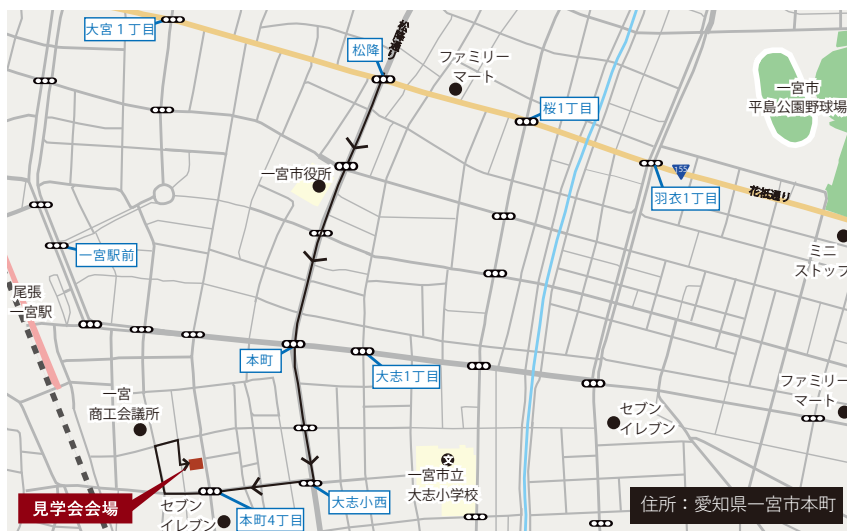 大宮1丁目
松降通り
松降
ファミリー
マート
一宮市
平島公園野球場
桜1丁目
一宮市役所
155
羽衣1丁目
花祇通り
一宮駅前
ミニ
ストップ
尾張
一宮駅
本町
大志1丁目
一宮
商工会議所
ファミリー
マート
セブン
イレブン
文
一宮市立
大志小学校
見学会会場
セブン
イレブン
本町4丁目
大志小西
住所：愛知県一宮市本町